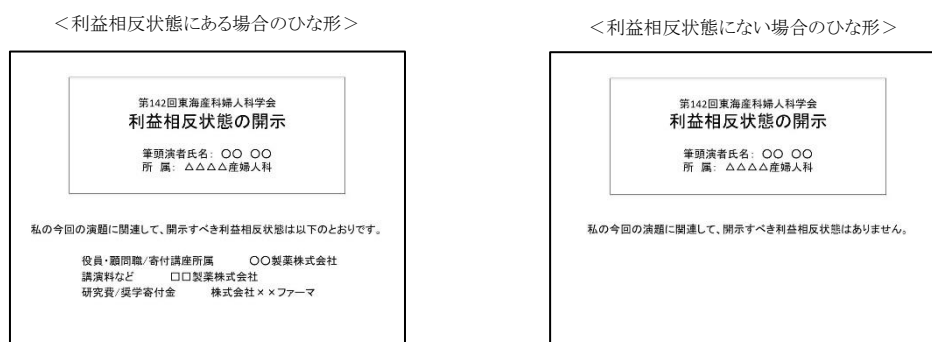 ＜利益相反状態にある場合のひな形＞
第142回東海産科婦人科学会
利益相反状態の開示
筆頭演者氏名： ○○ ○○
所 属： △△△△産婦人科
私の今回の演題に関連して、開示すべき利益相反状態は以下のとおりです。
役員・顧問職/寄付講座所属 ○○製薬株式会社
講演料など □□製薬株式会社
研究費/奨学寄付金 株式会社××ファーマ
＜利益相反状態にない場合のひな形＞
第142回東海産科婦人科学会
利益相反状態の開示
筆頭演者氏名： ○○ ○○
所 属： △△△△産婦人科
私の今回の演題に関連して、開示すべき利益相反状態はありません。